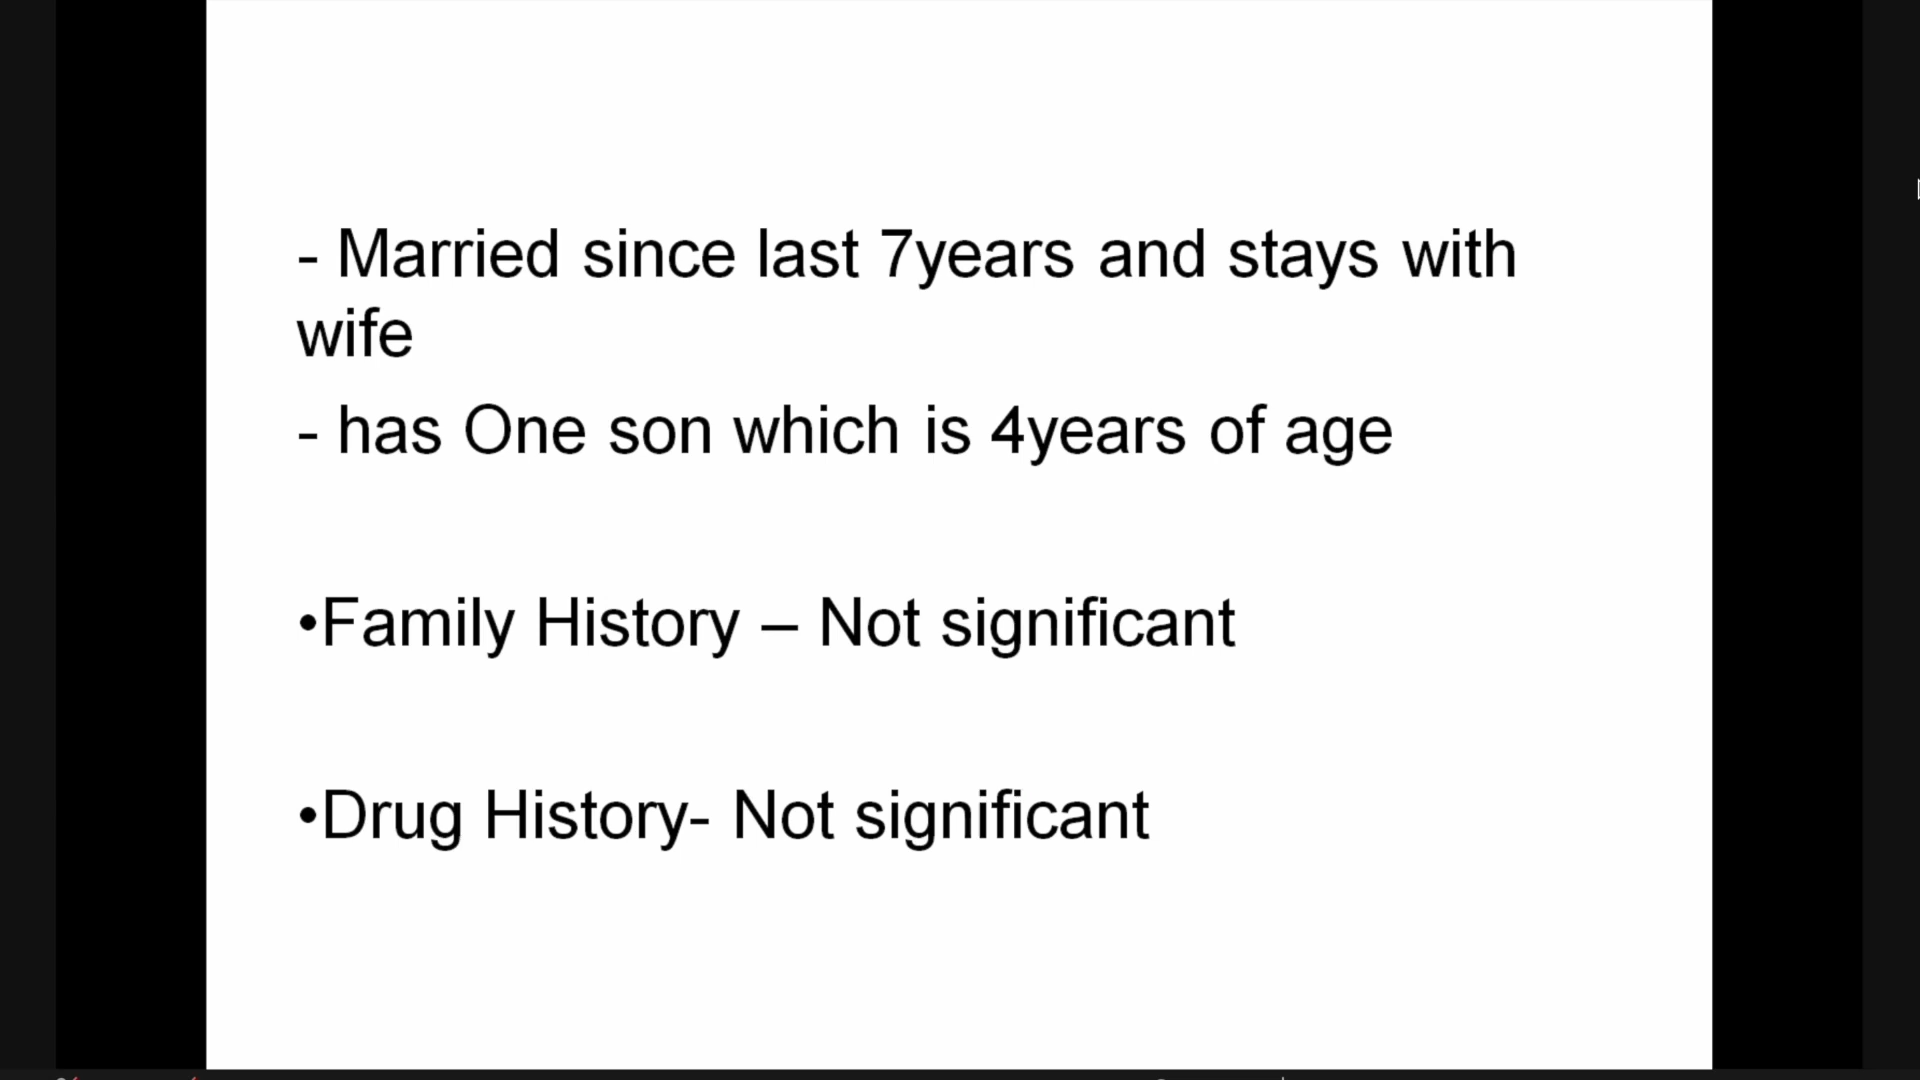 - Married since last 7years and stays with
wife
- has One son which is 4years of age
•Family History – Not significant
•Drug History- Not significant